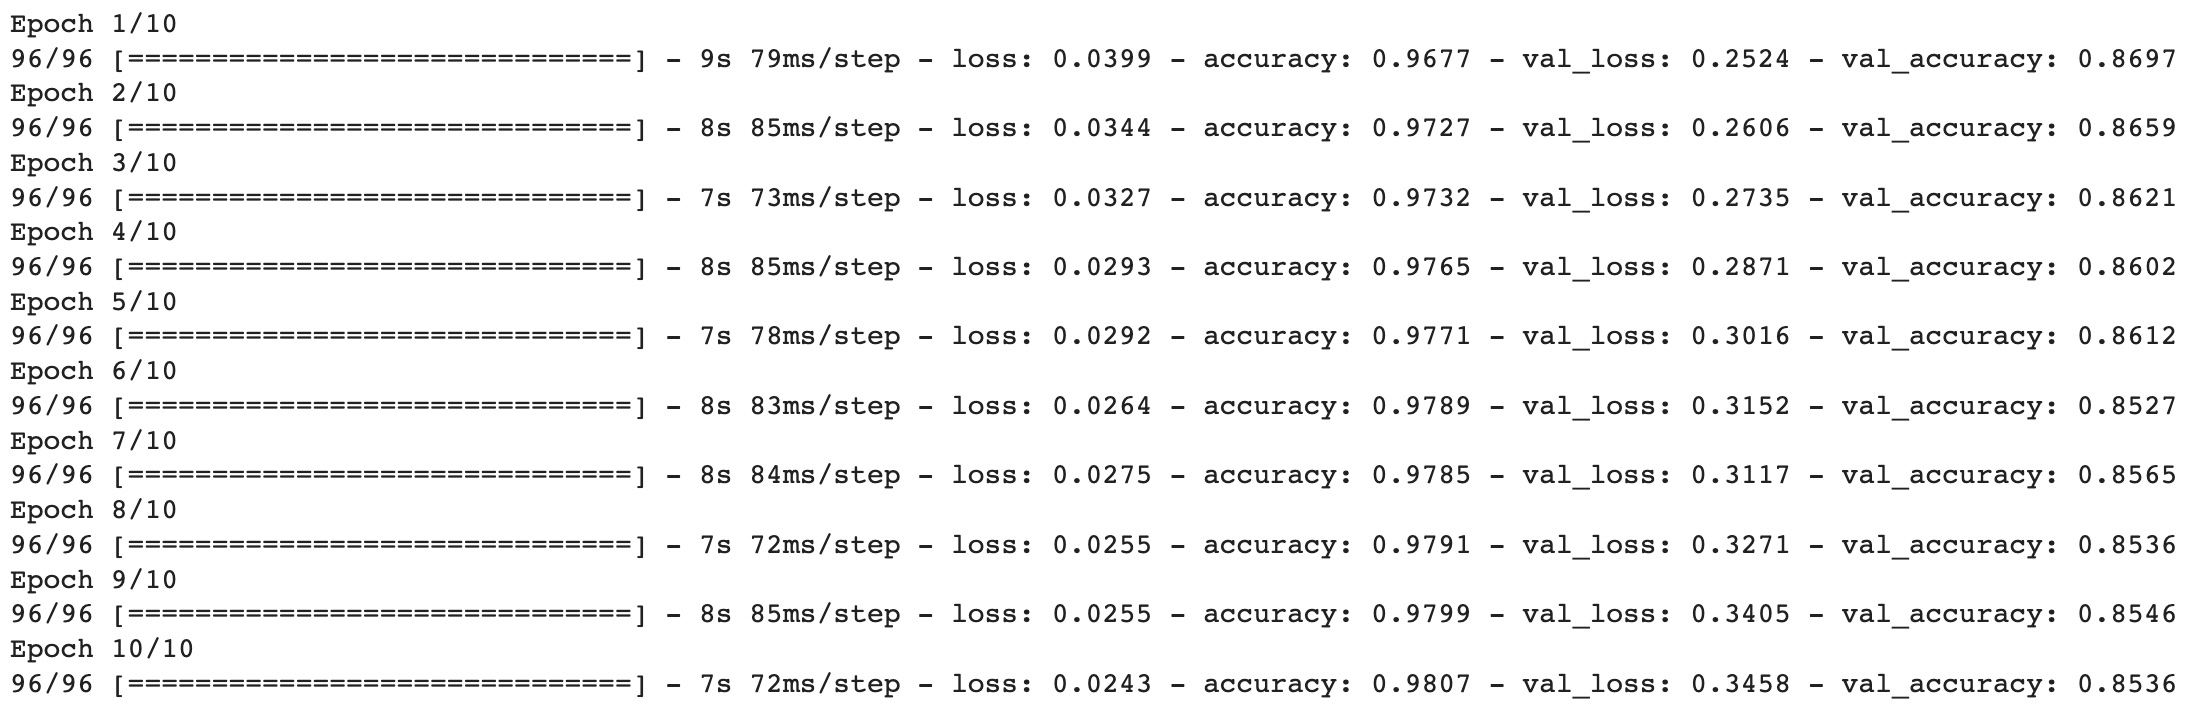 Epoch 1/10
96/96 [==============================] - 9s 79ms/step - loss: 0.0399 - accuracy: 0.9677 - val_loss: 0.2524 - val_accuracy: 0.8697
Epoch 2/10
96/96 [==============================] - 8s 85ms/step - loss: 0.0344 - accuracy: 0.9727 - val_loss: 0.2606 - val_accuracy: 0.8659
Epoch 3/10
96/96 [==============================] - 7s 73ms/step - loss: 0.0327 - accuracy: 0.9732 - val_loss: 0.2735 - val_accuracy: 0.8621
Epoch 4/10
96/96 [==============================] - 8s 85ms/step - loss: 0.0293 - accuracy: 0.9765 - val_loss: 0.2871 - val_accuracy: 0.8602
Epoch 5/10
96/96 [==============================] - 7s 78ms/step - loss: 0.0292 - accuracy: 0.9771 - val_loss: 0.3016 - val_accuracy: 0.8612
Epoch 6/10
96/96 [==============================] - 8s 83ms/step - loss: 0.0264 - accuracy: 0.9789 - val_loss: 0.3152 - val_accuracy: 0.8527
Epoch 7/10
96/96 [==============================] - 8s 84ms/step - loss: 0.0275 - accuracy: 0.9785 - val_loss: 0.3117 - val_accuracy: 0.8565
Epoch 8/10
96/96 [==============================] - 7s 72ms/step - loss: 0.0255 - accuracy: 0.9791 - val_loss: 0.3271 - val_accuracy: 0.8536
Epoch 9/10
96/96 [==============================] - 8s 85ms/step - loss: 0.0255 - accuracy: 0.9799 - val_loss: 0.3405 - val_accuracy: 0.8546
Epoch 10/10
96/96 [==============================] - 7s 72ms/step - loss: 0.0243 - accuracy: 0.9807 - val_loss: 0.3458 - val_accuracy: 0.8536